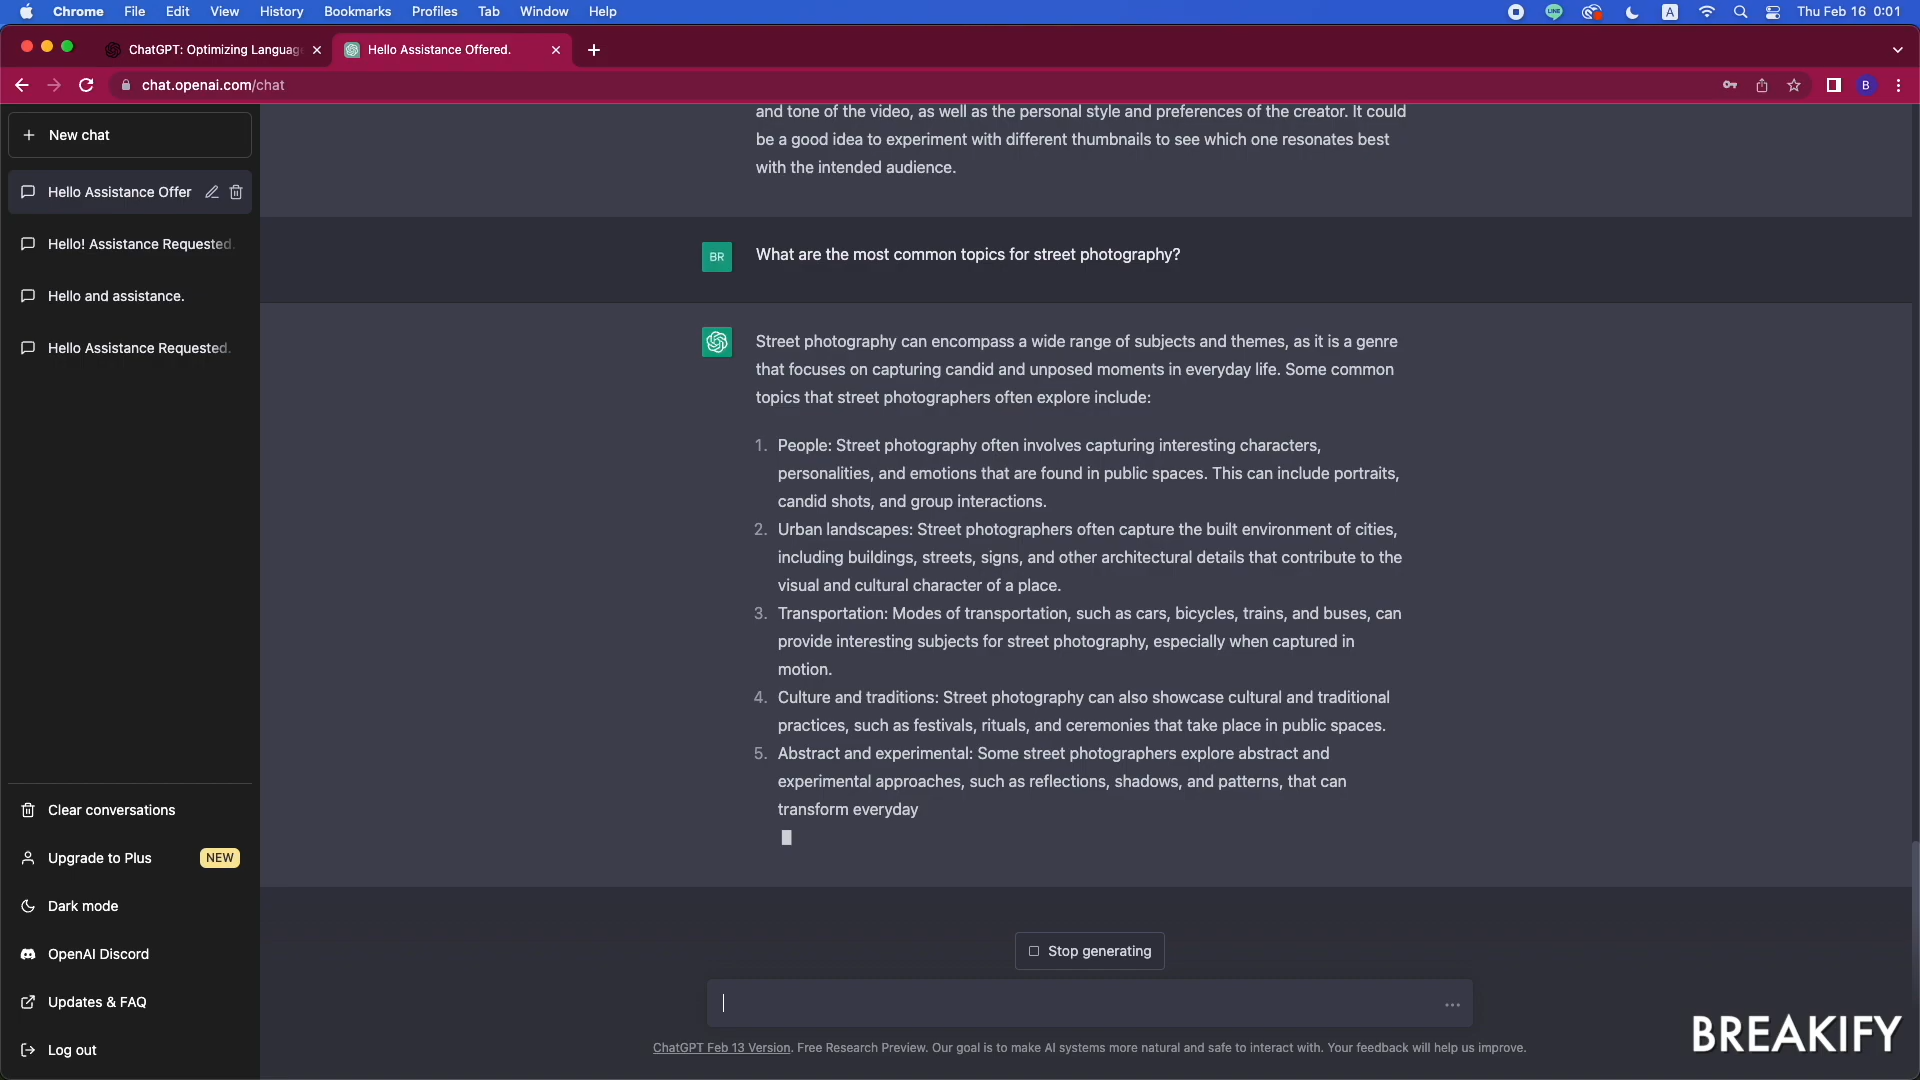 Chrome File Edit View History Bookmarks Profiles Tab Window Help LINE A Thu Feb 16 0:01
ChatGPT: Optimizing Languag Hello Assistance Offered.
chat.openai.com/chat B
New chat
Hello Assistance Offer
Hello! Assistance Requested.
Hello and assistance.
Hello Assistance Requested.
Clear conversations
Upgrade to Plus NEW
Dark mode
OpenAI Discord
Updates & FAQ
Log out
and tone of the video, as well as the personal style and preferences of the creator. It could
be a good idea to experiment with different thumbnails to see which one resonates best
with the intended audience.
BR What are the most common topics for street photography?
Street photography can encompass a wide range of subjects and themes, as it is a genre
that focuses on capturing candid and unposed moments in everyday life. Some common
topics that street photographers often explore include:
1. People: Street photography often involves capturing interesting characters,
personalities, and emotions that are found in public spaces. This can include portraits,
candid shots, and group interactions.
2. Urban landscapes: Street photographers often capture the built environment of cities,
including buildings, streets, signs, and other architectural details that contribute to the
visual and cultural character of a place.
3. Transportation: Modes of transportation, such as cars, bicycles, trains, and buses, can
provide interesting subjects for street photography, especially when captured in
motion.
4. Culture and traditions: Street photography can also showcase cultural and traditional
practices, such as festivals, rituals, and ceremonies that take place in public spaces.
5. Abstract and experimental: Some street photographers explore abstract and
experimental approaches, such as reflections, shadows, and patterns, that can
transform everyday
Stop generating
ChatGPT Feb 13 Version. Free Research Preview. Our goal is to make AI systems more natural and safe to interact with. Your feedback will help us improve.
BREAKIFY